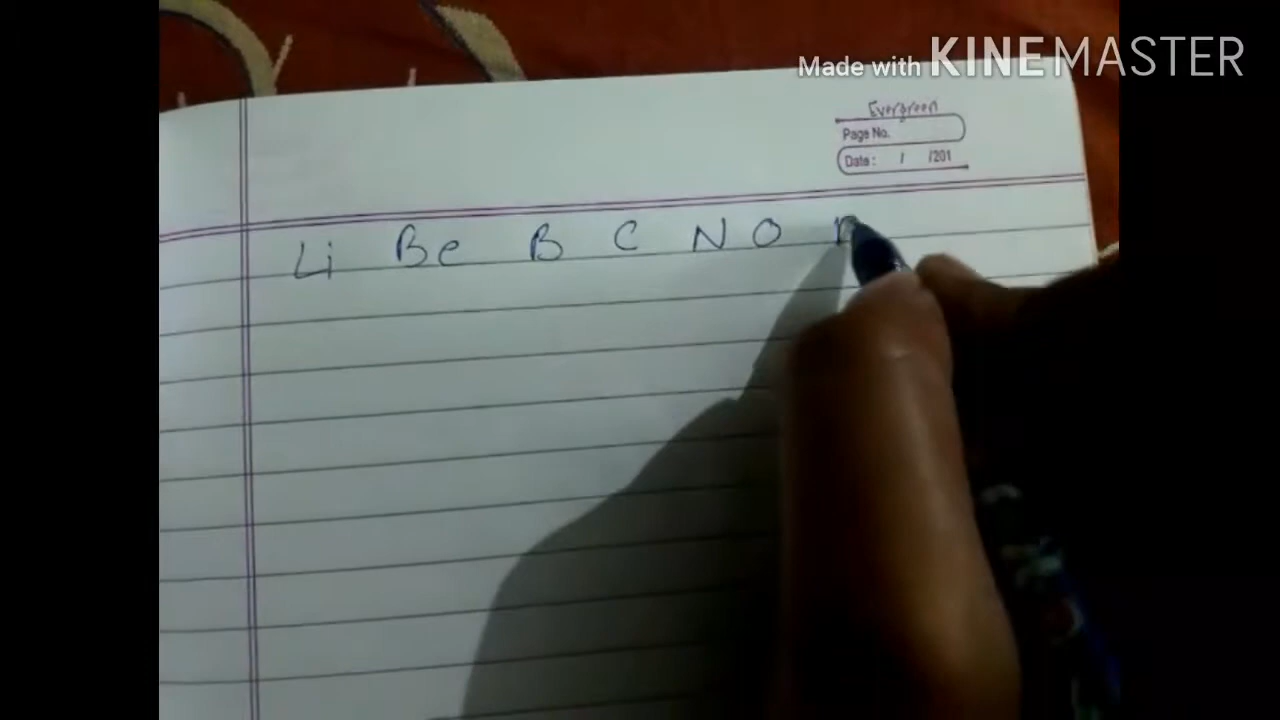 Made with KINEMASTER
Evergreen
Page No.
Date : / /201
Li Be B C N O